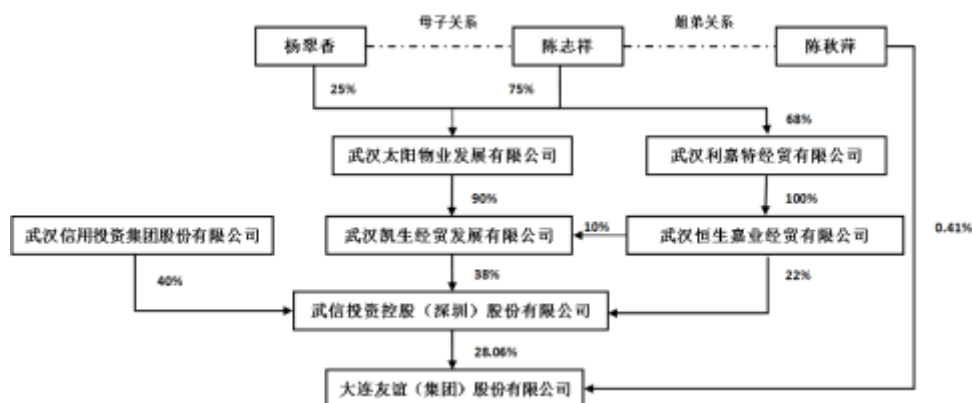 母子关系
姐弟关系
杨翠香
陈志祥
陈秋萍
25%
75%
68%
武汉太阳物业发展有限公司
武汉利嘉特经贸有限公司
90%
100%
武汉信用投资集团股份有限公司
武汉凯生经贸发展有限公司
10%
武汉恒生嘉业经贸有限公司
0.41%
40%
38%
22%
武信投资控股（深圳）股份有限公司
28.06%
大连友谊（集团）股份有限公司